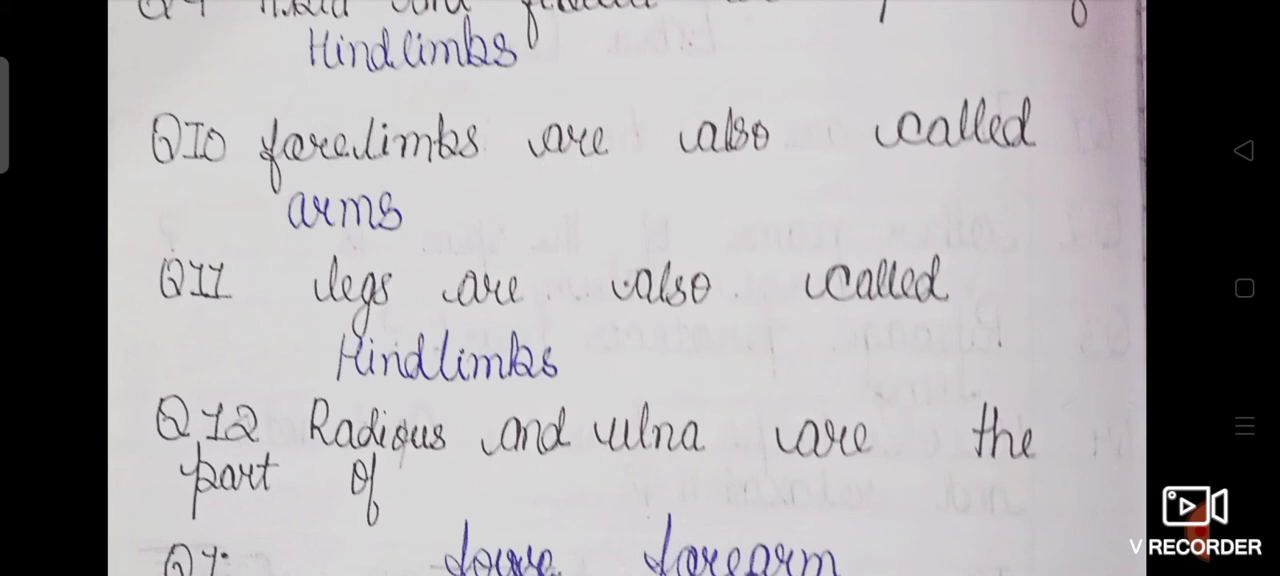 Hindlimbs
Q10 forelimbs are also called
arms
Q11 legs are also called
Hindlimbs
Q12 Radious and ulna are the
part of
forearm
V RECORDER